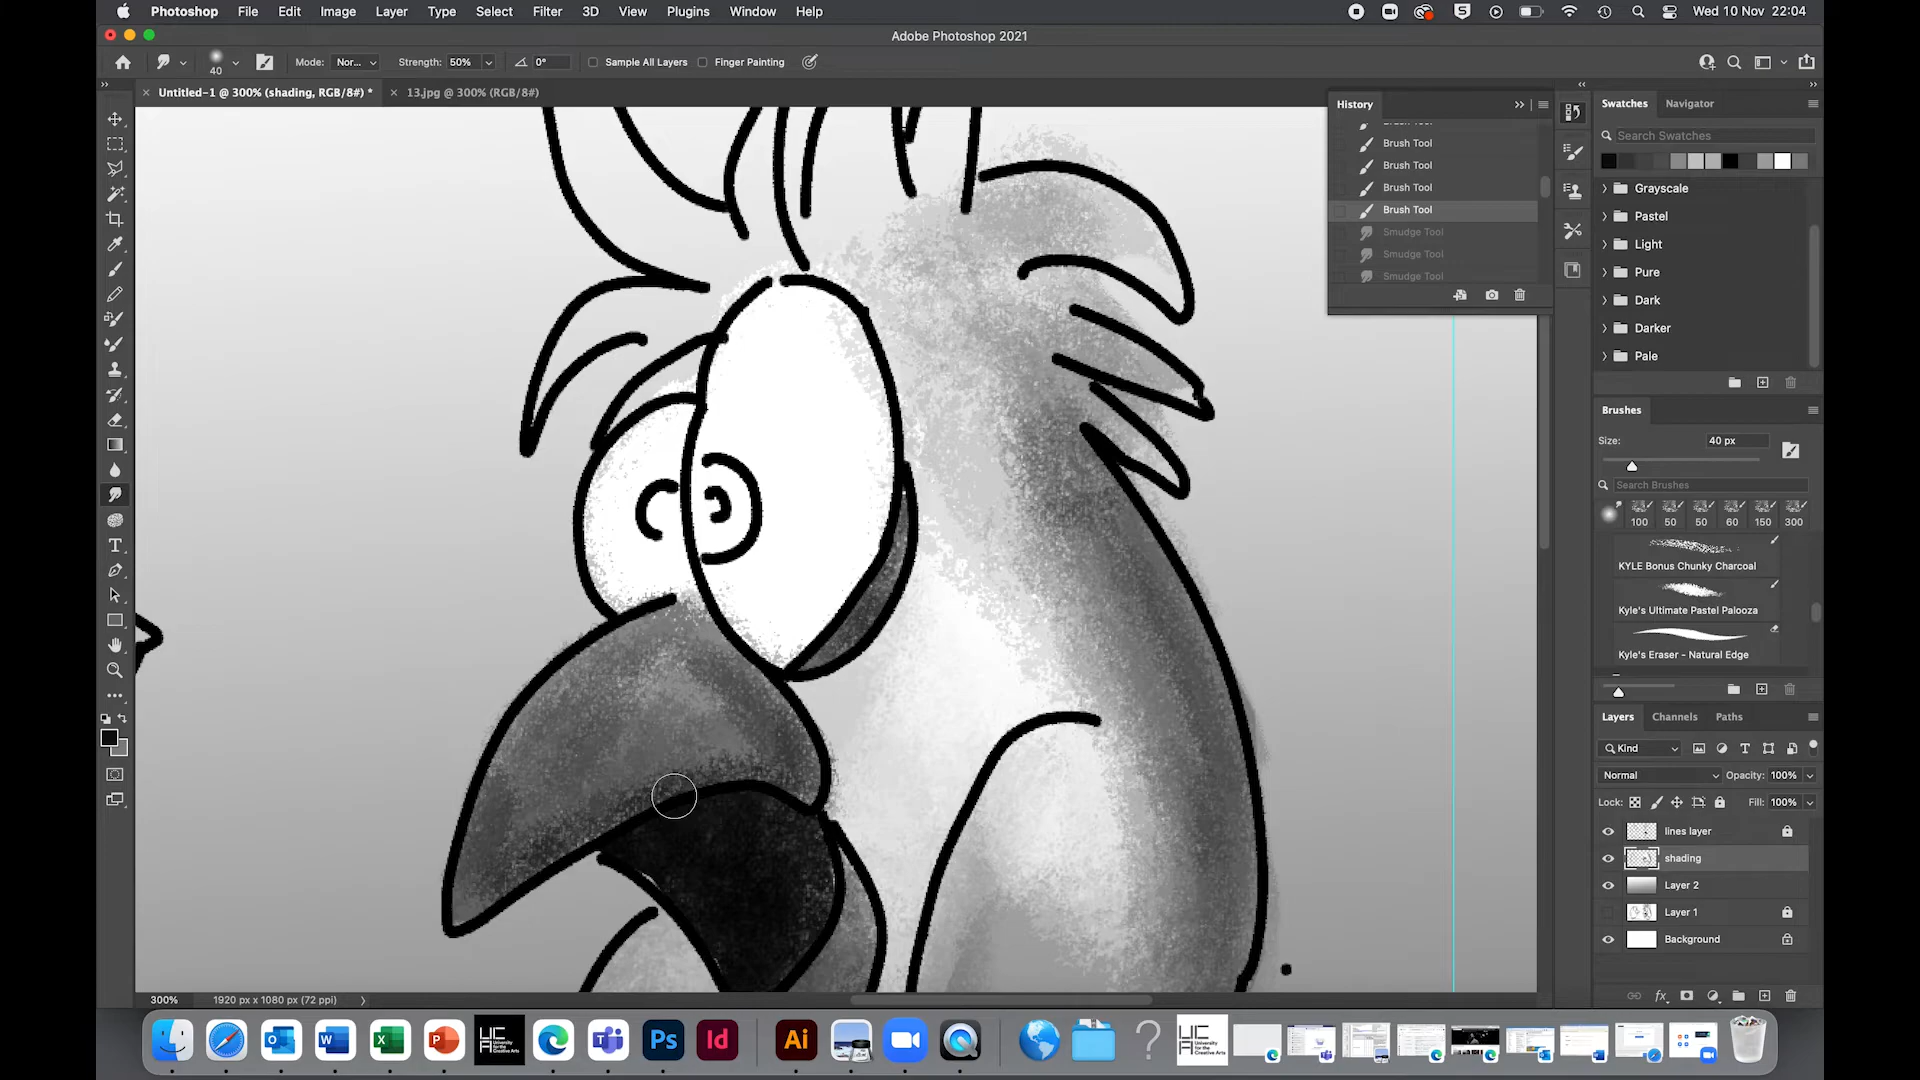 Photoshop File Edit Image Layer Type Select Filter 3D View Plugins Window Help Wed 10 Nov 22:04
Adobe Photoshop 2021
40 Mode: Nor... Strength: 50% 0° Sample All Layers Finger Painting
Untitled-1 @ 300% (shading, RGB/8#) * 13.jpg @ 300% (RGB/8#)
History
Brush Tool
Brush Tool
Brush Tool
Brush Tool
Smudge Tool
Smudge Tool
Smudge Tool
Swatches Navigator
Search Swatches
Grayscale
Pastel
Light
Pure
Dark
Darker
Pale
Brushes
Size: 40 px
Search Brushes
100 50 50 60 150 300
KYLE Bonus Chunky Charcoal
Kyle's Ultimate Pastel Palooza
Kyle's Eraser - Natural Edge
Layers Channels Paths
Kind
Normal Opacity: 100%
Lock: Fill: 100%
lines layer
shading
Layer 2
Layer 1
Background
fx
300% 1920 px x 1080 px (72 ppi)
Ps Id Ai